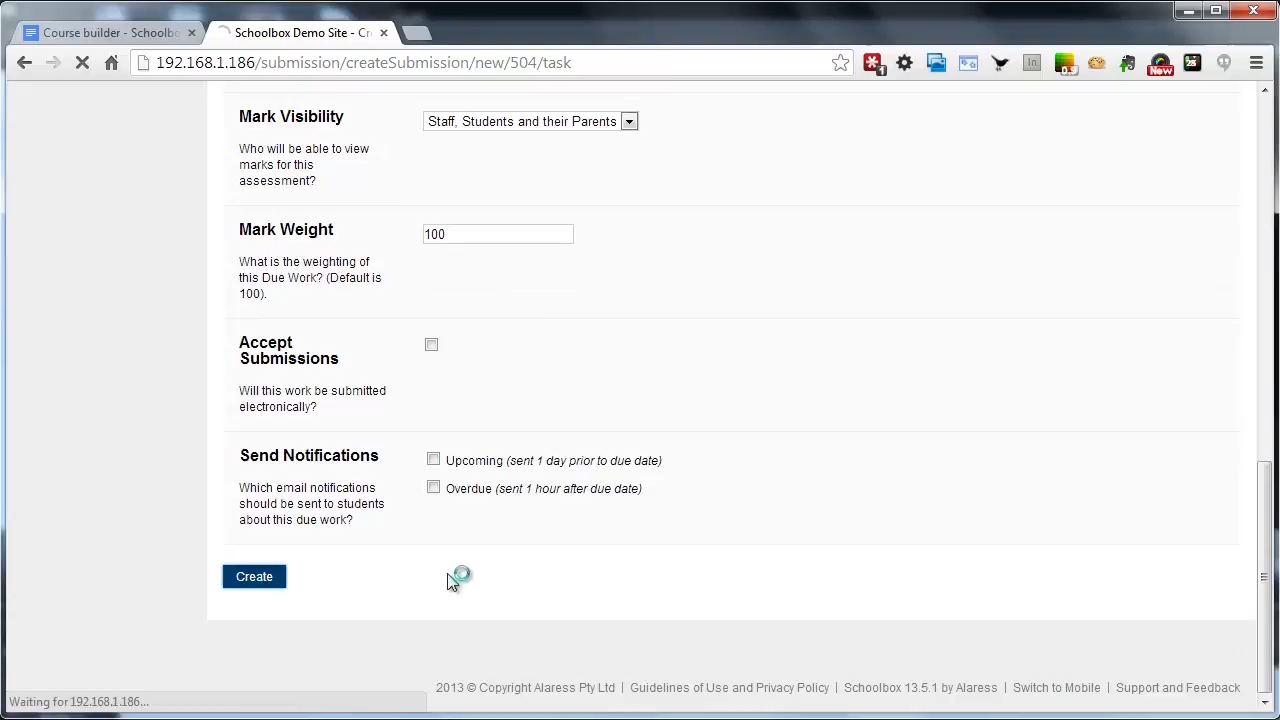 Course builder - Schoolbo
Schoolbox Demo Site - Cr
192.168.1.186/submission/createSubmission/new/504/task
1
In
0.9
New
Mark Visibility
Staff, Students and their Parents
Who will be able to view
marks for this
assessment?
Mark Weight
100
What is the weighting of
this Due Work? (Default is
100).
Accept
Submissions
Will this work be submitted
electronically?
Send Notifications
Upcoming (sent 1 day prior to due date)
Overdue (sent 1 hour after due date)
Which email notifications
should be sent to students
about this due work?
Create
2013 © Copyright Alaress Pty Ltd | Guidelines of Use and Privacy Policy | Schoolbox 13.5.1 by Alaress | Switch to Mobile | Support and Feedback
Waiting for 192.168.1.186...